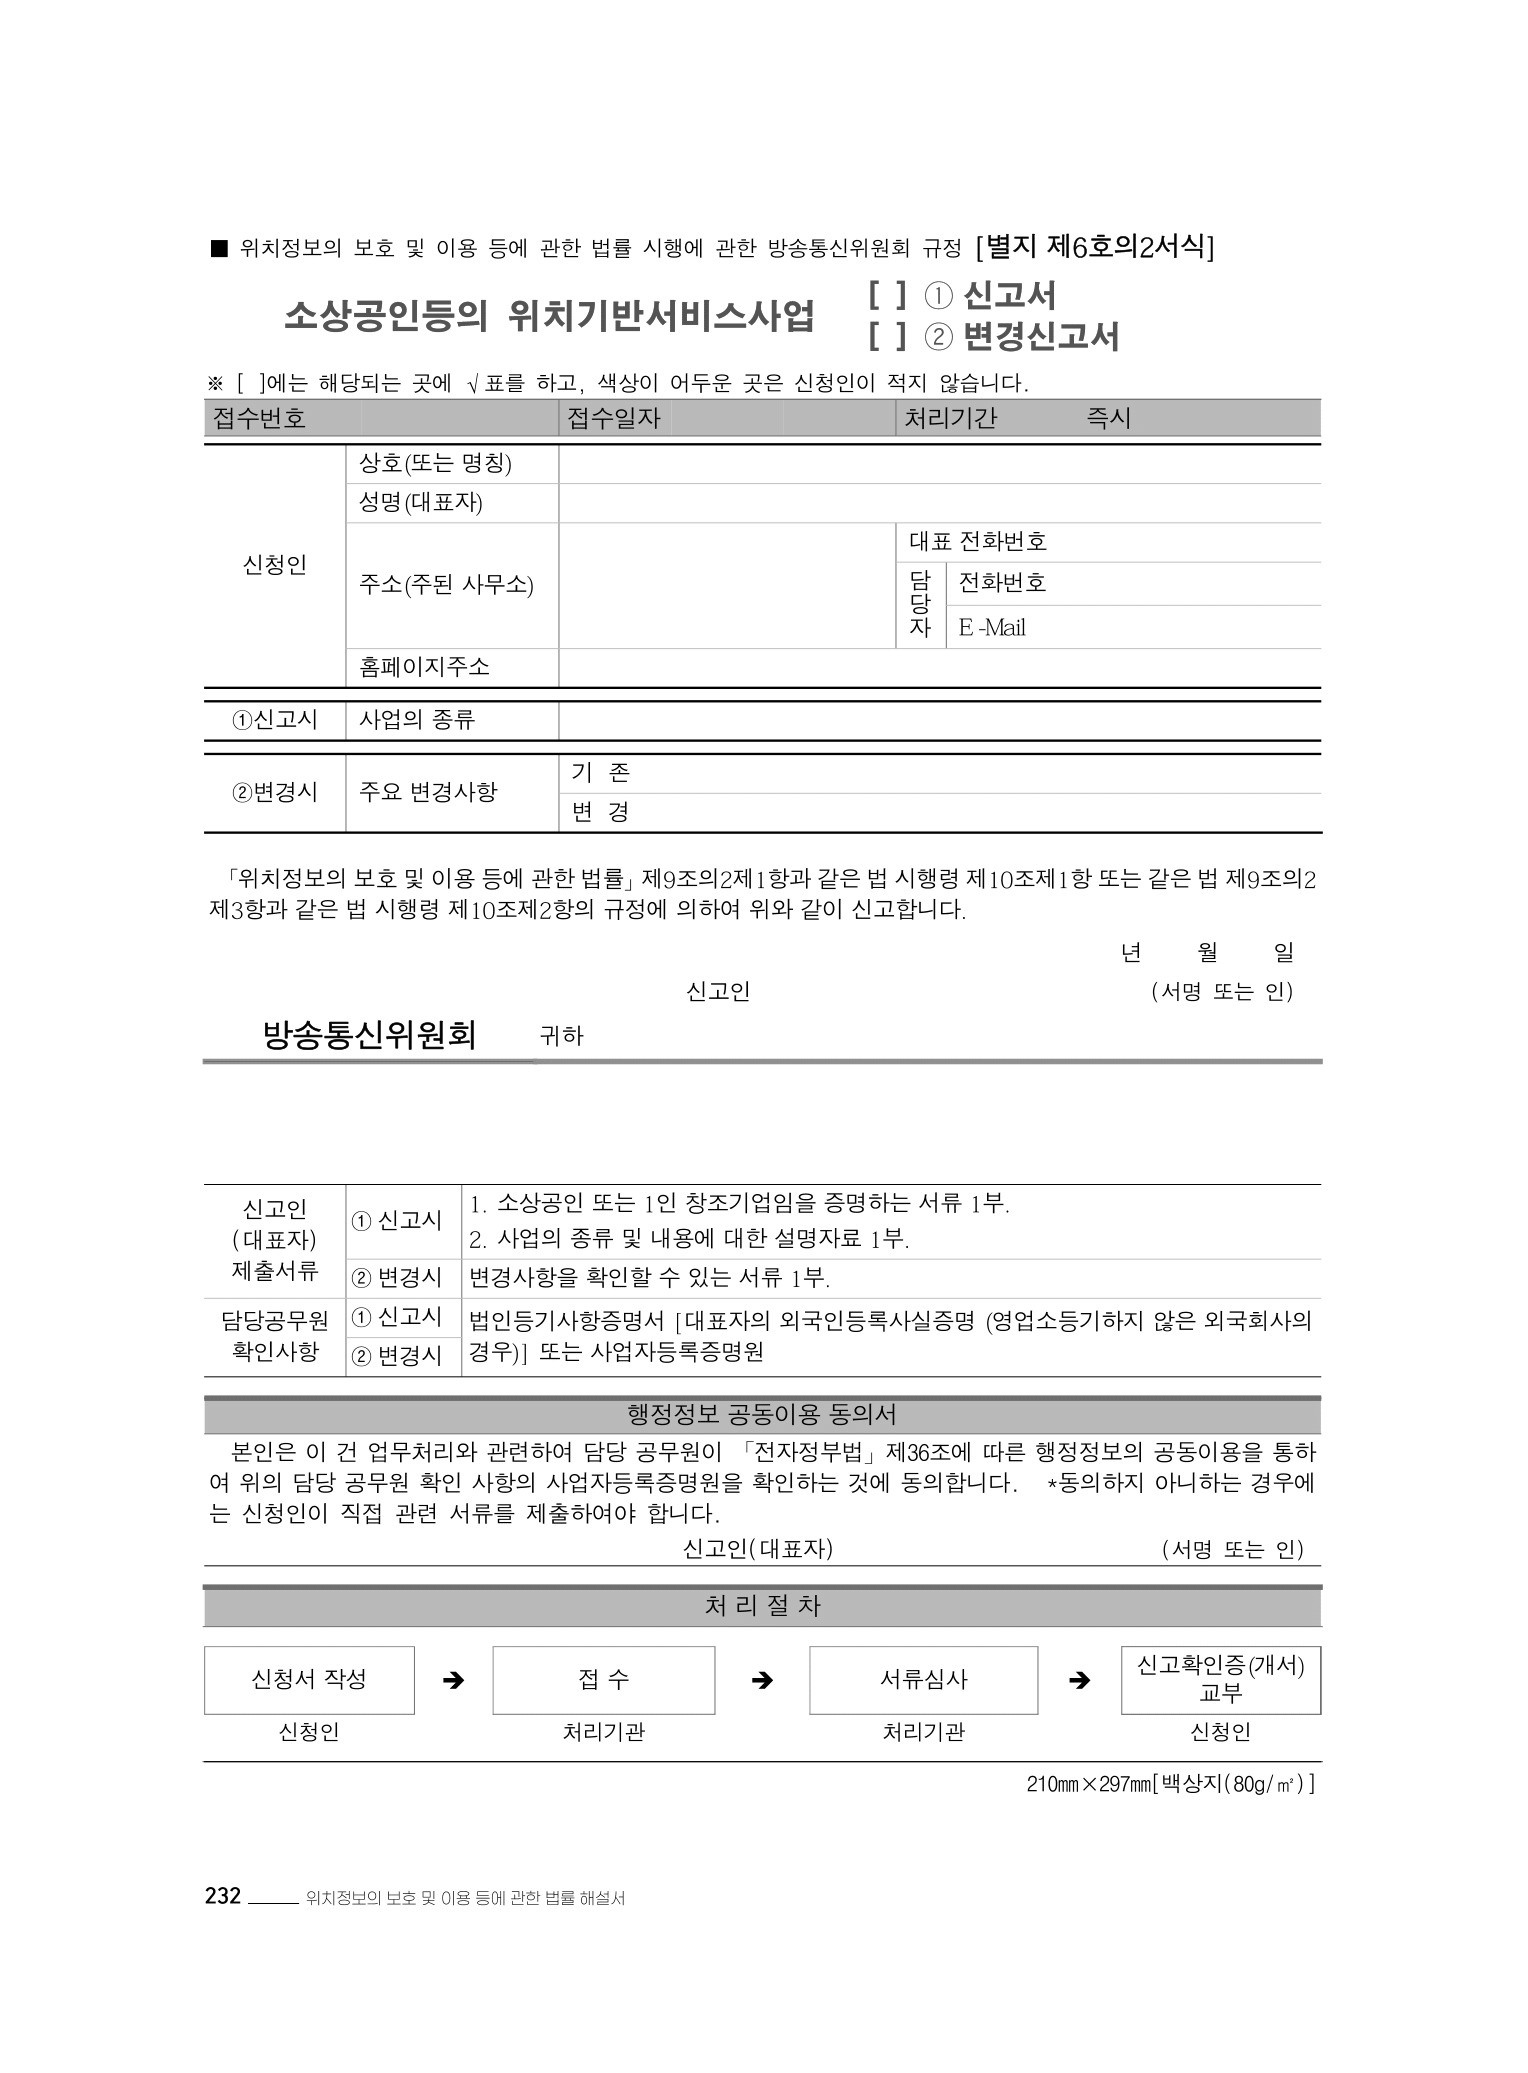 ■ 위치정보의 보호 및 이용 등에 관한 법률 시행에 관한 방송통신위원회 규정 [별지 제6호의2서식]
소상공인등의 위치기반서비스사업
[ ] ① 신고서
[ ] ② 변경신고서
※ [ ]에는 해당되는 곳에 √표를 하고, 색상이 어두운 곳은 신청인이 적지 않습니다.
접수번호 접수일자 처리기간 즉시
신청인
상호(또는 명칭)
성명(대표자)
주소(주된 사무소)
대표 전화번호
담당자
전화번호
E-Mail
홈페이지주소
①신고시 사업의 종류
②변경시 주요 변경사항
기 존
변 경
「위치정보의 보호 및 이용 등에 관한 법률」제9조의2제1항과 같은 법 시행령 제10조제1항 또는 같은 법 제9조의2
제3항과 같은 법 시행령 제10조제2항의 규정에 의하여 위와 같이 신고합니다.
년 월 일
신고인 (서명 또는 인)
방송통신위원회 귀하
신고인
(대표자)
제출서류
① 신고시
1. 소상공인 또는 1인 창조기업임을 증명하는 서류 1부.
2. 사업의 종류 및 내용에 대한 설명자료 1부.
② 변경시 변경사항을 확인할 수 있는 서류 1부.
담당공무원
확인사항
① 신고시
② 변경시
법인등기사항증명서 [대표자의 외국인등록사실증명 (영업소등기하지 않은 외국회사의
경우)] 또는 사업자등록증명원
행정정보 공동이용 동의서
본인은 이 건 업무처리와 관련하여 담당 공무원이 「전자정부법」제36조에 따른 행정정보의 공동이용을 통하
여 위의 담당 공무원 확인 사항의 사업자등록증명원을 확인하는 것에 동의합니다. *동의하지 아니하는 경우에
는 신청인이 직접 관련 서류를 제출하여야 합니다.
신고인(대표자) (서명 또는 인)
처 리 절 차
신청서 작성 ➔ 접 수 ➔ 서류심사 ➔ 신고확인증(개서)
교부
신청인 처리기관 처리기관 신청인
210㎜×297㎜[백상지(80g/㎡)]
232 위치정보의 보호 및 이용 등에 관한 법률 해설서